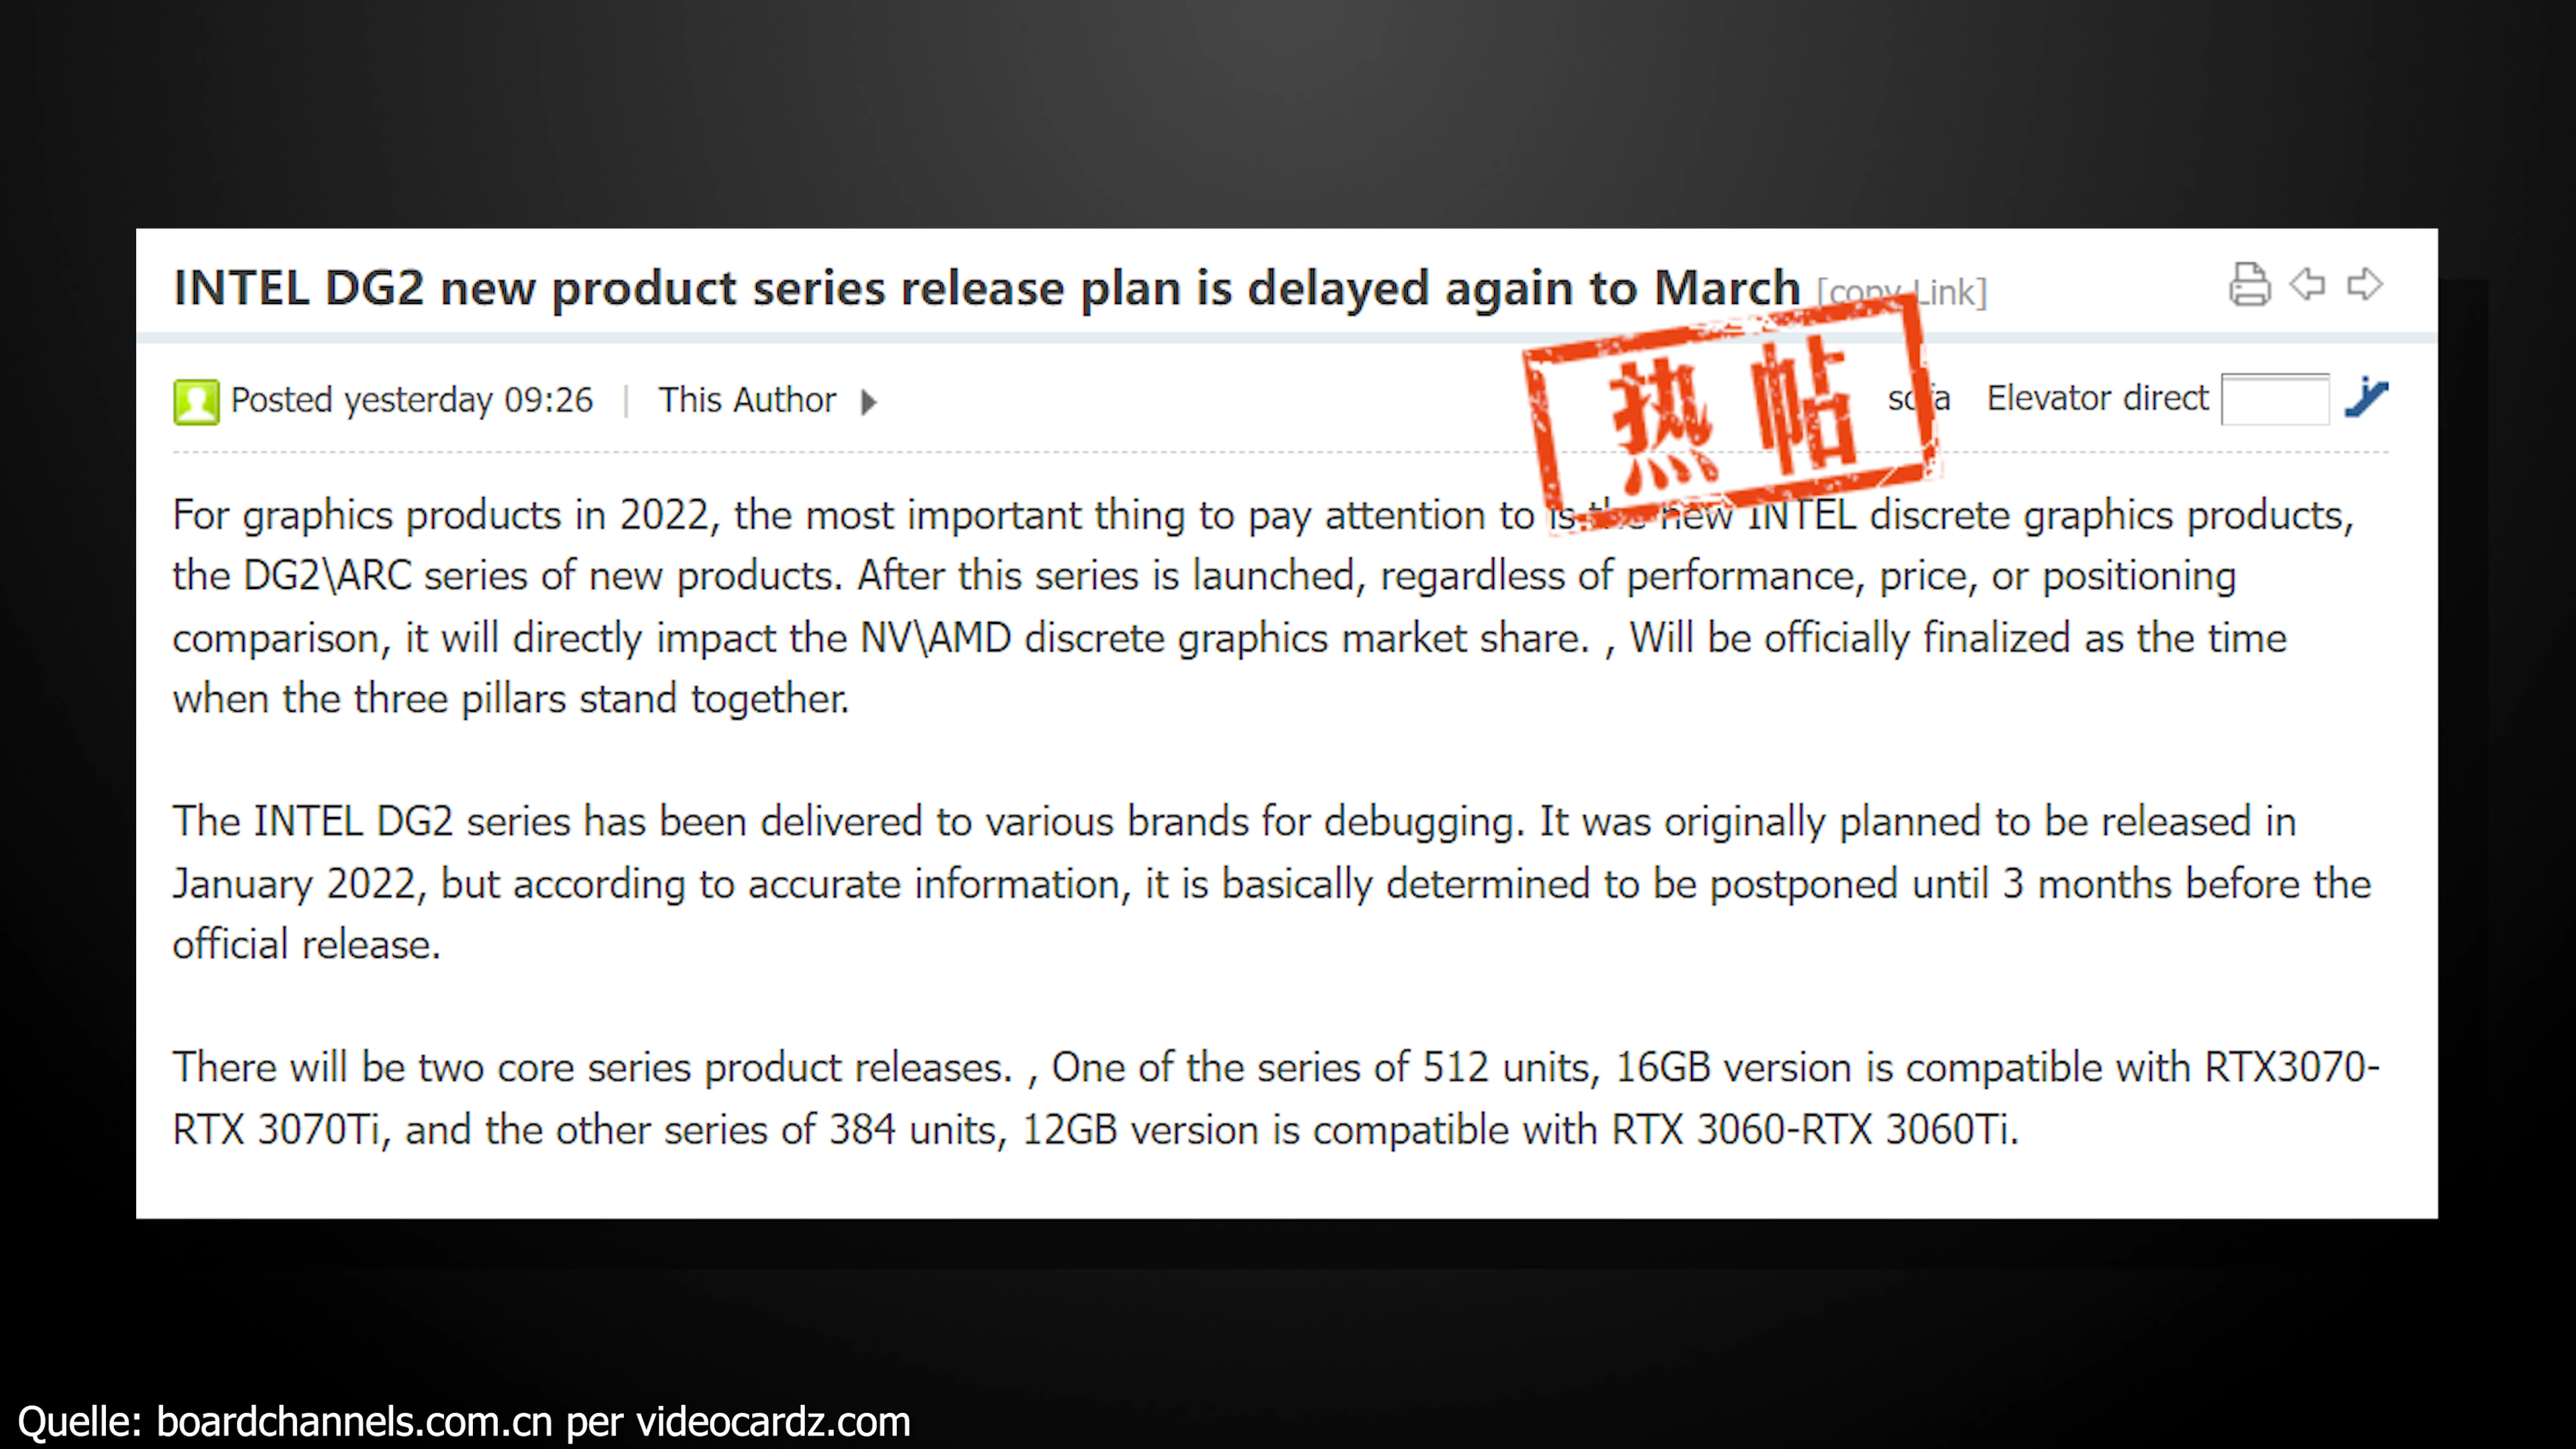 INTEL DG2 new product series release plan is delayed again to March [copy Link]
热帖
Posted yesterday 09:26 | This Author
sofa Elevator direct
For graphics products in 2022, the most important thing to pay attention to is the new INTEL discrete graphics products,
the DG2\ARC series of new products. After this series is launched, regardless of performance, price, or positioning
comparison, it will directly impact the NV\AMD discrete graphics market share. , Will be officially finalized as the time
when the three pillars stand together.
The INTEL DG2 series has been delivered to various brands for debugging. It was originally planned to be released in
January 2022, but according to accurate information, it is basically determined to be postponed until 3 months before the
official release.
There will be two core series product releases. , One of the series of 512 units, 16GB version is compatible with RTX3070-
RTX 3070Ti, and the other series of 384 units, 12GB version is compatible with RTX 3060-RTX 3060Ti.
Quelle: boardchannels.com.cn per videocardz.com